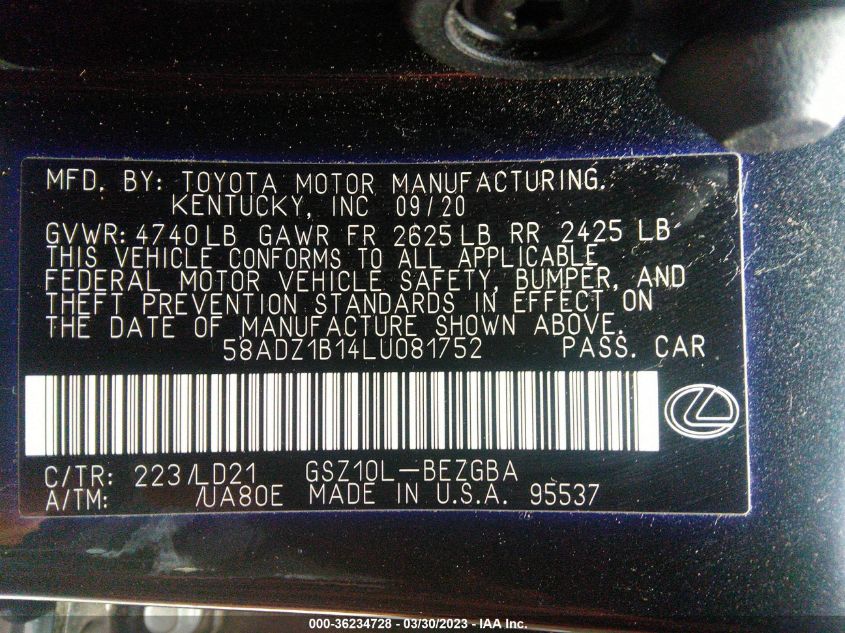 MFD. BY: TOYOTA MOTOR MANUFACTURING.
KENTUCKY, INC 09/20
GVWR: 4740LB GAWR FR 2625LB RR 2425 LB
THIS VEHICLE CONFORMS TO ALL APPLICABLE
FEDERAL MOTOR VEHICLE SAFETY, BUMPER, AND
THEFT PREVENTION STANDARDS IN EFFECT ON
THE DATE OF MANUFACTURE SHOWN ABOVE.
58ADZ1B14LU081752 PASS. CAR
C/TR: 223/LD21 GSZ10L-BEZGBA
A/TM: /UA80E MADE IN U.S.A. 95537
000-36234728 - 03/30/2023 - IAA Inc.